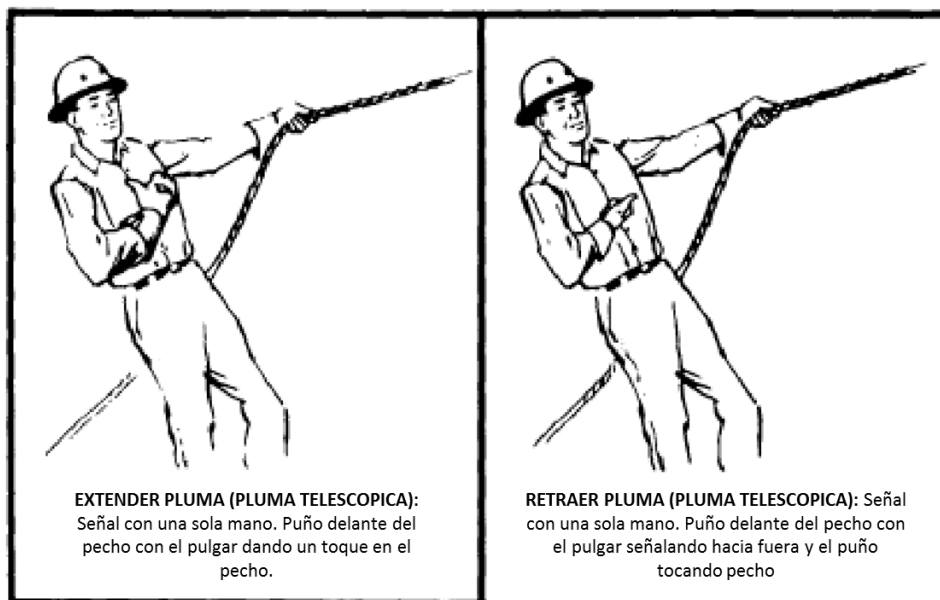 EXTENDER PLUMA (PLUMA TELESCOPICA):
Señal con una sola mano. Puño delante del
pecho con el pulgar dando un toque en el
pecho.
RETRAER PLUMA (PLUMA TELESCOPICA): Señal
con una sola mano. Puño delante del pecho con
el pulgar señalando hacia fuera y el puño
tocando pecho